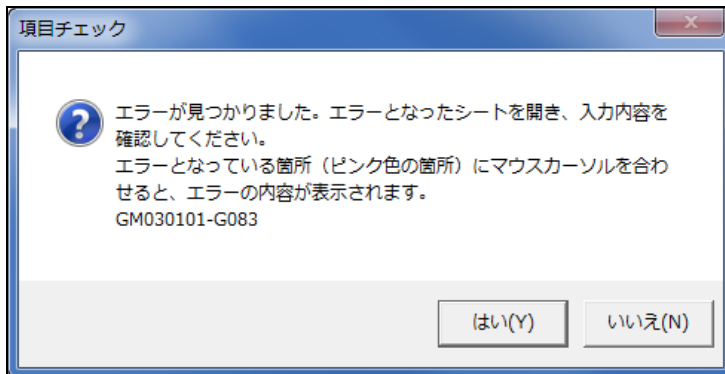 項目チェック
エラーが見つかりました。エラーとなったシートを開き、入力内容を
確認してください。
エラーとなっている箇所（ピンク色の箇所）にマウスカーソルを合わ
せると、エラーの内容が表示されます。
GM030101-G083
はい(Y)
いいえ(N)